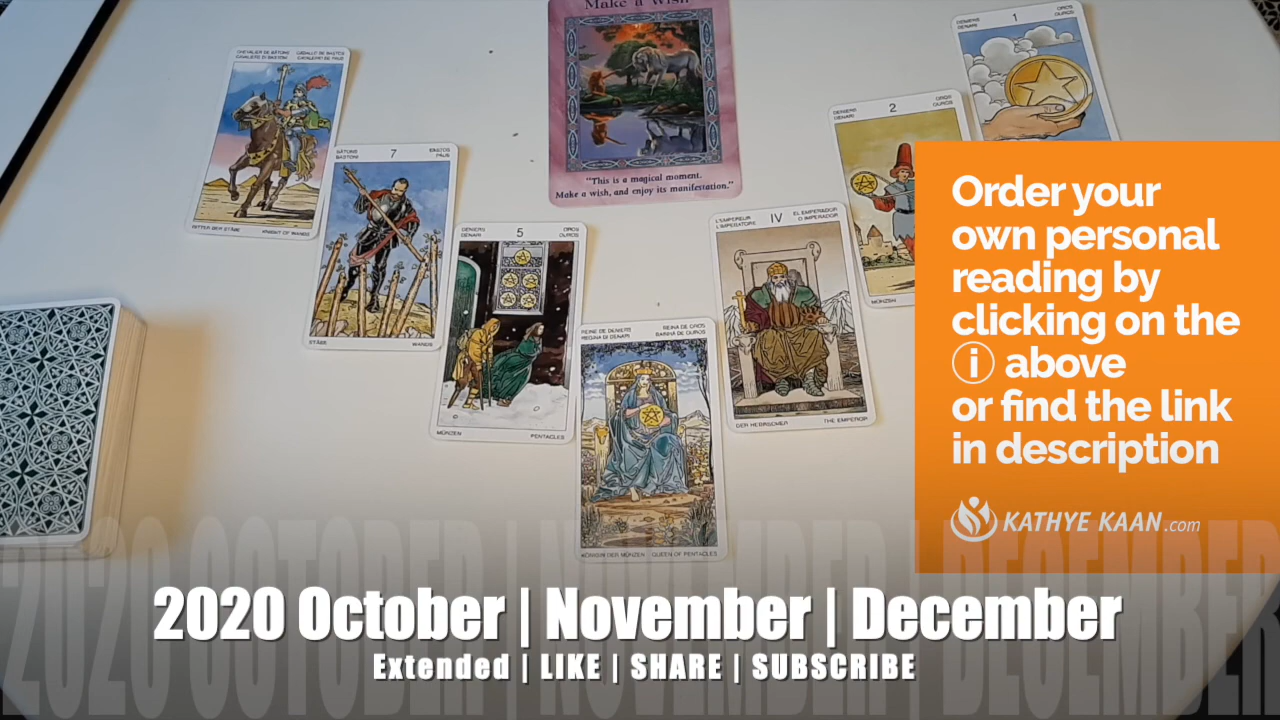 Make a Wish
"This is a magical moment.
Make a wish, and enjoy its manifestation."
CHEVALIER DE BÂTONS CABALLO DE BASTOS
CAVALIERE DI BASTONI CAVALEIRO DE PAUS
RITTER DER STÄBE KNIGHT OF WANDS
BÂTONS 7 BASTOS
BASTONI PAUS
STÄBE WANDS
DENIERS 5 OROS
DENARI OUROS
MÜNZEN PENTACLES
REINE DE DENIERS REINA DE OROS
REGINA DI DENARI RAINHA DE OUROS
KÖNIGIN DER MÜNZEN QUEEN OF PENTACLES
L'EMPEREUR IV EL EMPERADOR
L'IMPERATORE O IMPERADOR
DER HERRSCHER THE EMPEROR
DENIERS 2 OROS
DENARI OUROS
MÜNZEN
DENIERS 1 OROS
DENARI OUROS
Order your
own personal
reading by
clicking on the
i above
or find the link
in description
KATHYE KAAN.com
2020 OCTOBER | NOVEMBER | DECEMBER
2020 October | November | December
Extended | LIKE | SHARE | SUBSCRIBE